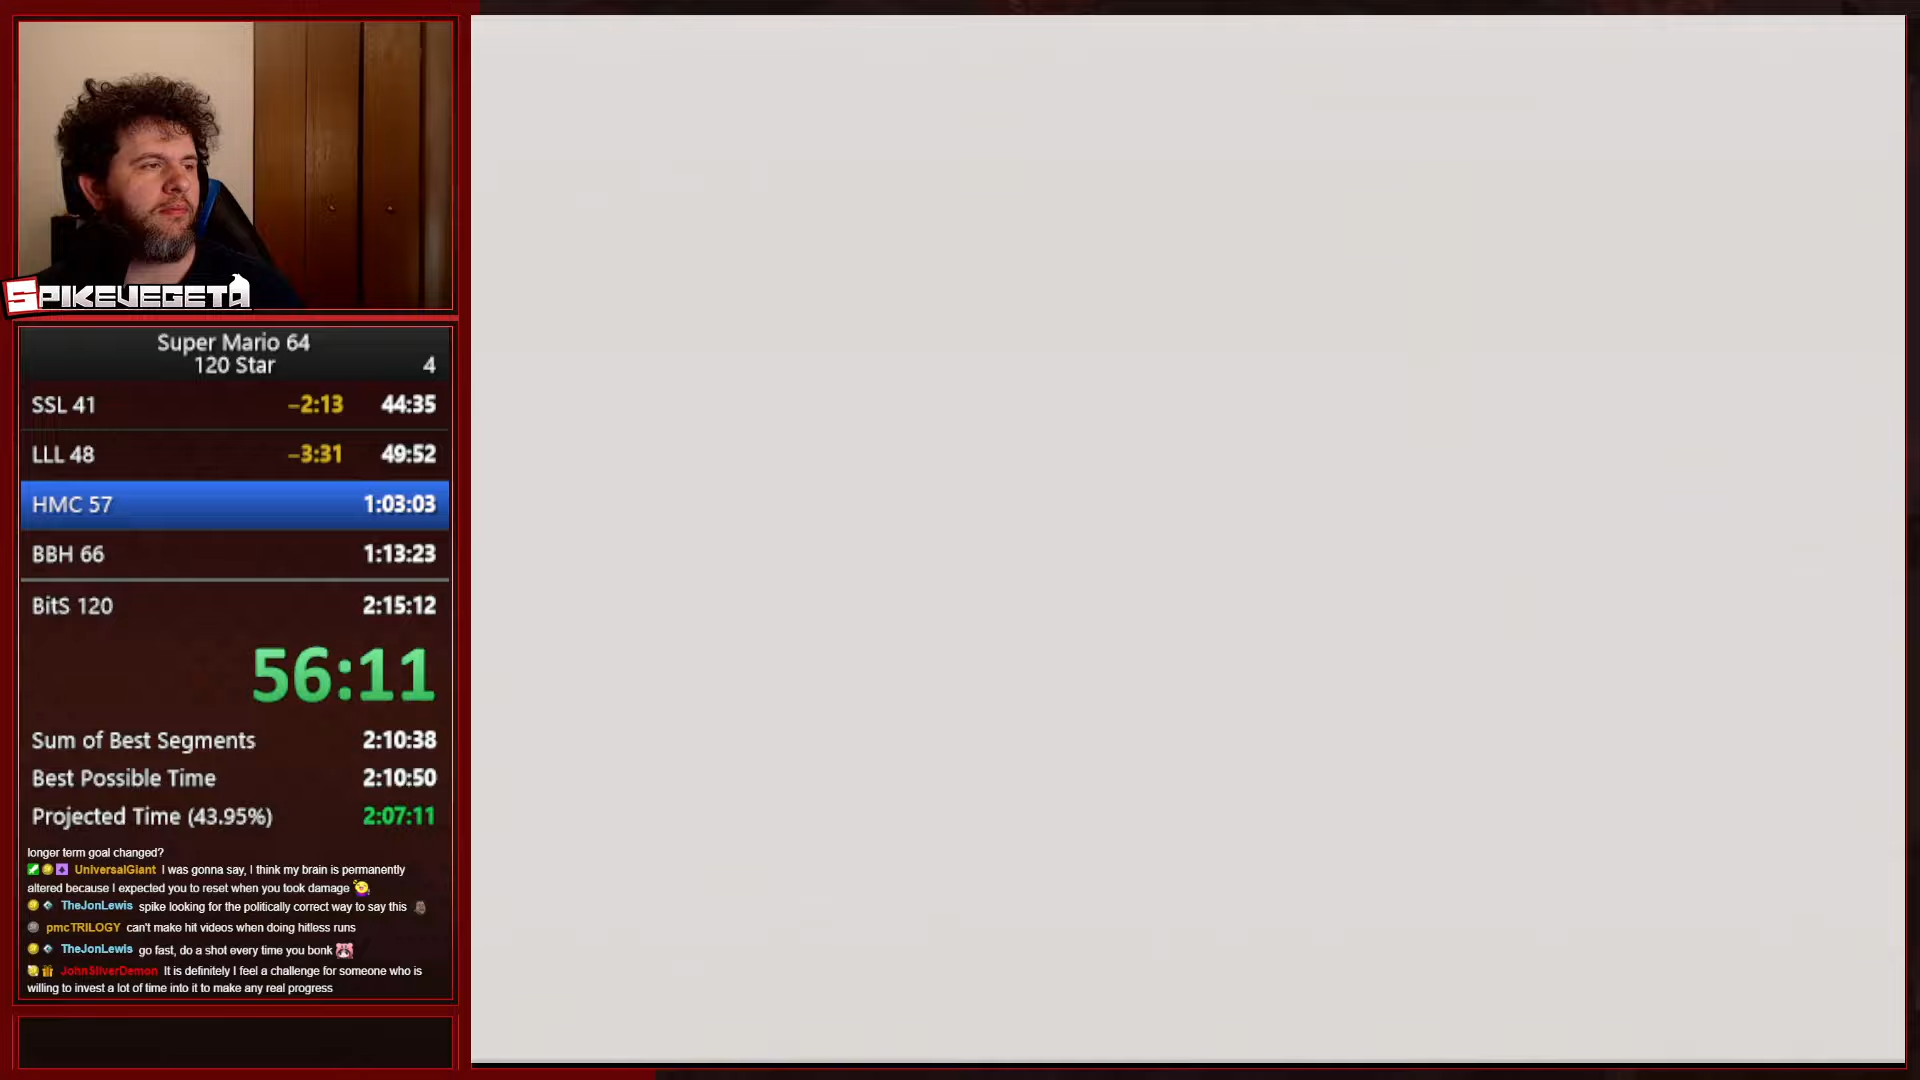 SPIKEVEGETA
Super Mario 64
120 Star 4
SSL 41 −2:13 44:35
LLL 48 −3:31 49:52
HMC 57 1:03:03
BBH 66 1:13:23
BitS 120 2:15:12
56:11
Sum of Best Segments 2:10:38
Best Possible Time 2:10:50
Projected Time (43.95%) 2:07:11
longer term goal changed?
UniversalGiant I was gonna say, I think my brain is permanently
altered because I expected you to reset when you took damage
TheJonLewis spike looking for the politically correct way to say this
pmcTRILOGY can't make hit videos when doing hitless runs
TheJonLewis go fast, do a shot every time you bonk
JohnSilverDemon It is definitely I feel a challenge for someone who is
willing to invest a lot of time into it to make any real progress